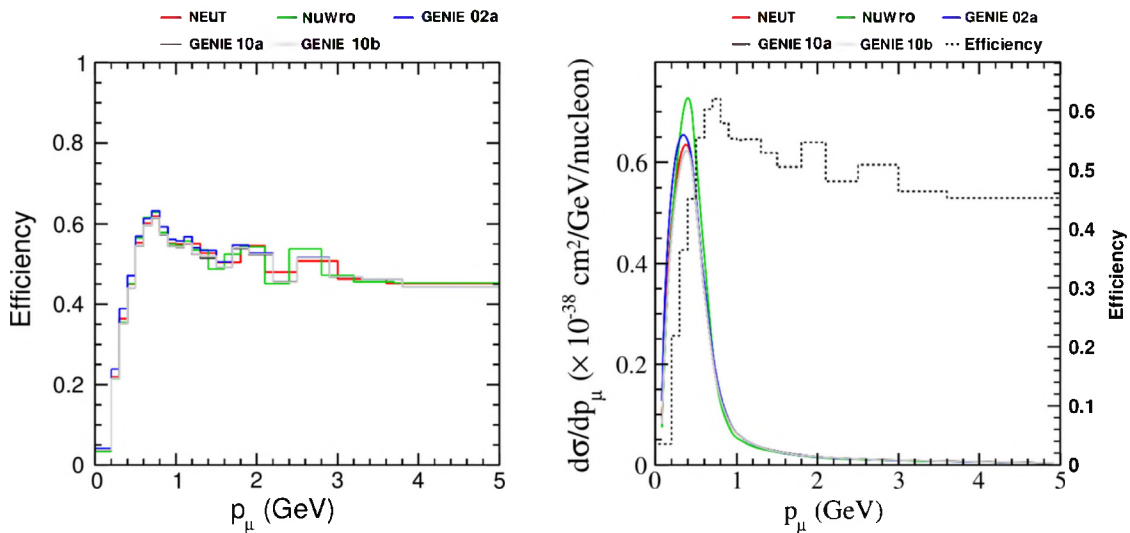 NEUT NUWro GENIE 02a
GENIE 10a GENIE 10b
1
0.8
0.6
0.4
0.2
0
Efficiency
0 1 2 3 4 5
pμ (GeV)
NEUT NUWro GENIE 02a
GENIE 10a GENIE 10b Efficiency
0.6
0.4
0.2
0
dσ/dpμ (× 10⁻³⁸ cm²/GeV/nucleon)
0.6
0.5
0.4
0.3
0.2
0.1
0
Efficiency
0 1 2 3 4 5
pμ (GeV)